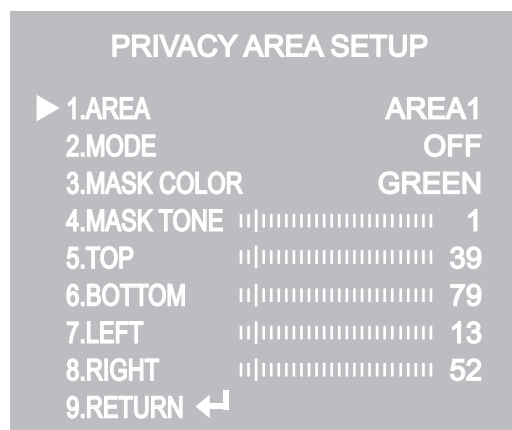 PRIVACY AREA SETUP
1.AREA AREA1
2.MODE OFF
3.MASK COLOR GREEN
4.MASK TONE 1
5.TOP 39
6.BOTTOM 79
7.LEFT 13
8.RIGHT 52
9.RETURN